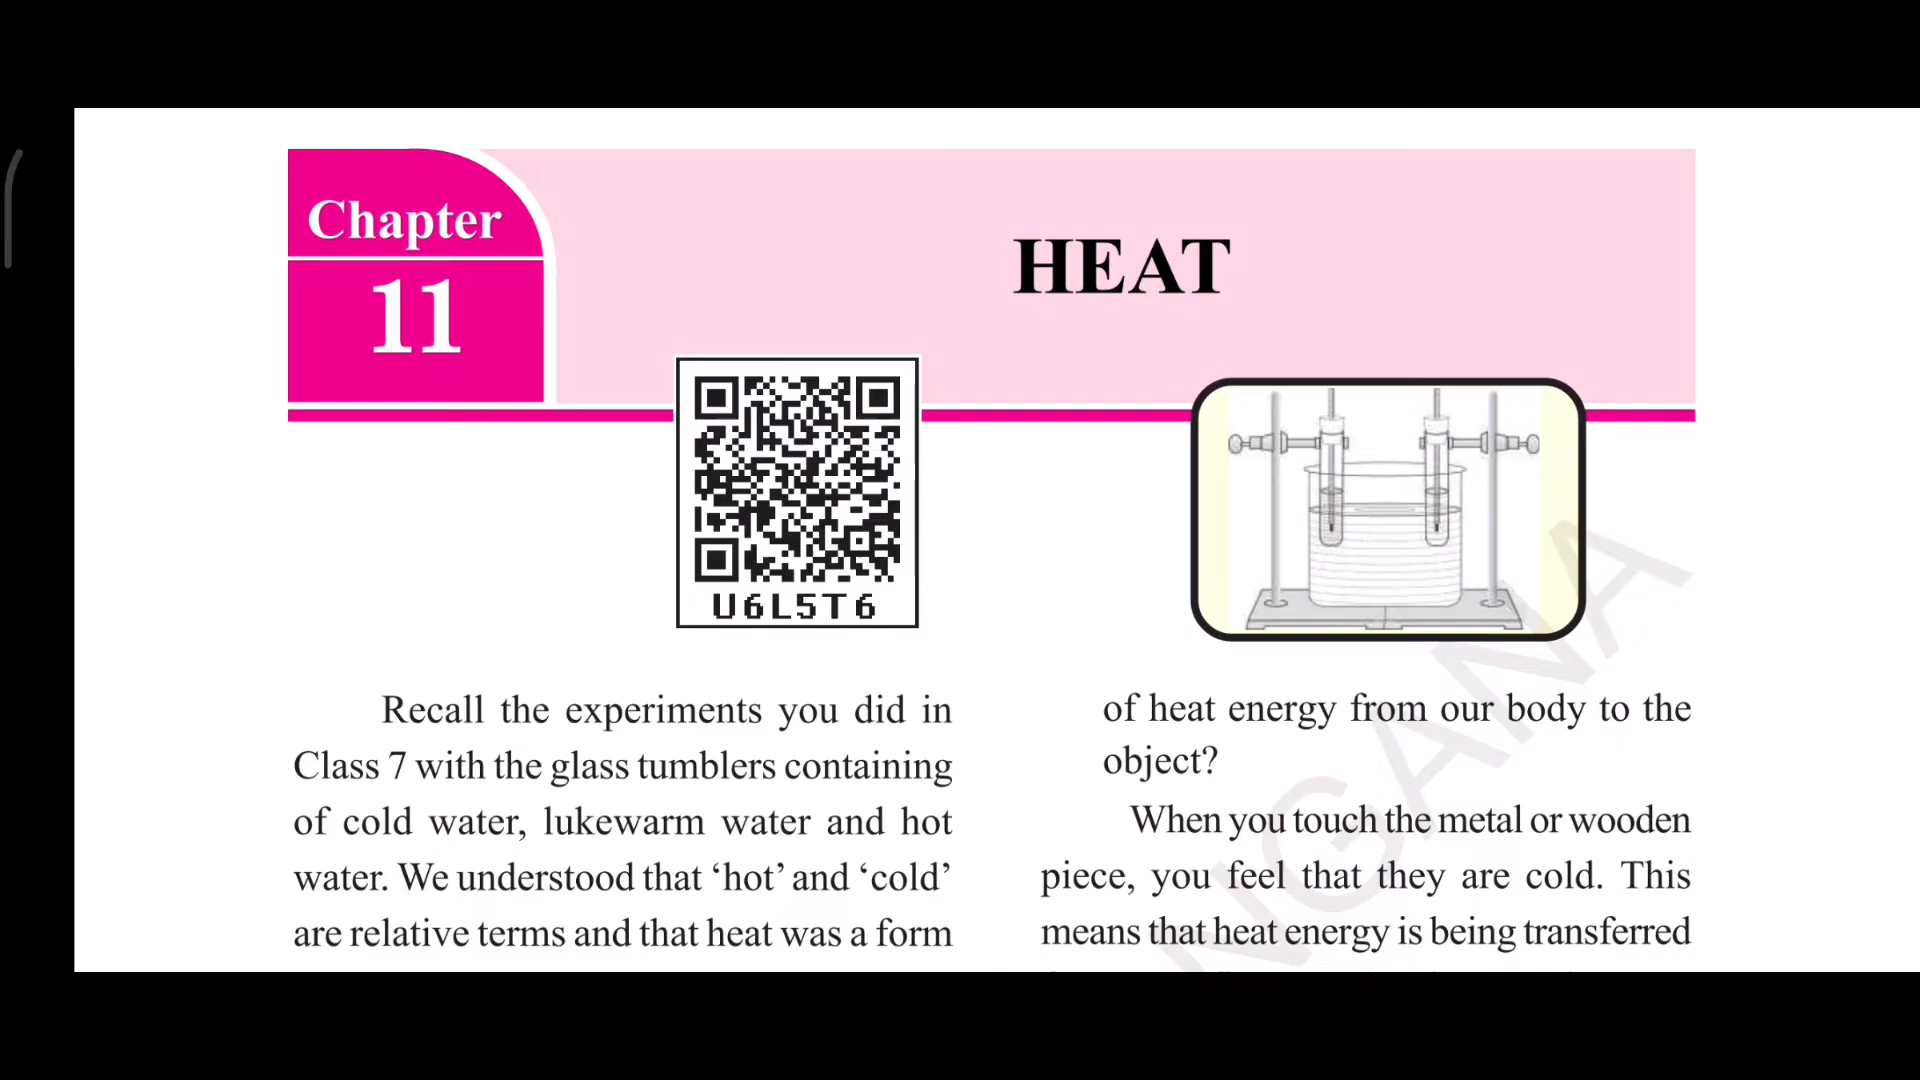 Chapter
11
HEAT
U6L5T6
Recall the experiments you did in
Class 7 with the glass tumblers containing
of cold water, lukewarm water and hot
water. We understood that ‘hot’ and ‘cold’
are relative terms and that heat was a form
of heat energy from our body to the
object?
When you touch the metal or wooden
piece, you feel that they are cold. This
means that heat energy is being transferred
NGANA